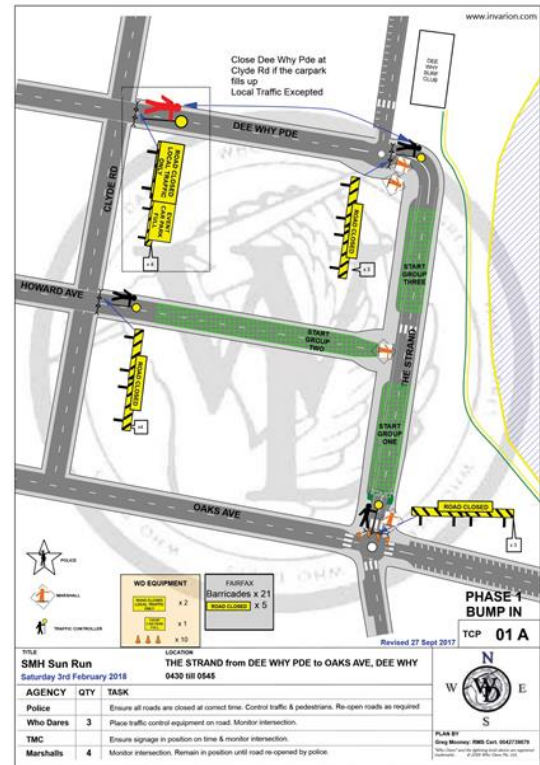 www.invarion.com
DEE
WHY
SURF
CLUB
Close Dee Why Pde at
Clyde Rd if the carpark
fills up
Local Traffic Excepted
DEE WHY PDE
CLYDE RD
ROAD CLOSED
LOCAL TRAFFIC
ONLY
EVENT
CAR PARK
FULL
ROAD CLOSED
START
GROUP
THREE
HOWARD AVE
START
GROUP
TWO
THE STRAND
ROAD CLOSED
START
GROUP
ONE
OAKS AVE
ROAD CLOSED
POLICE
MARSHALL
TRAFFIC CONTROLLER
WD EQUIPMENT
ROAD CLOSED
LOCAL TRAFFIC
ONLY
x 2
x 1
x 10
FAIRFAX
Barricades x 21
ROAD CLOSED x 5
PHASE 1
BUMP IN
Revised 27 Sept 2017
TCP 01 A
TITLE
SMH Sun Run
Saturday 3rd February 2018
LOCATION
THE STRAND from DEE WHY PDE to OAKS AVE, DEE WHY
0430 till 0545
AGENCY QTY TASK
Police Ensure all roads are closed at correct time. Control traffic & pedestrians. Re-open roads as required
Who Dares 3 Place traffic control equipment on road. Monitor intersection.
TMC Ensure signage in position on time & monitor intersection.
Marshalls 4 Monitor intersection. Remain in position until road re-opened by police.
N
W
E
S
PLAN BY
Greg Mooney: RMS Cert.